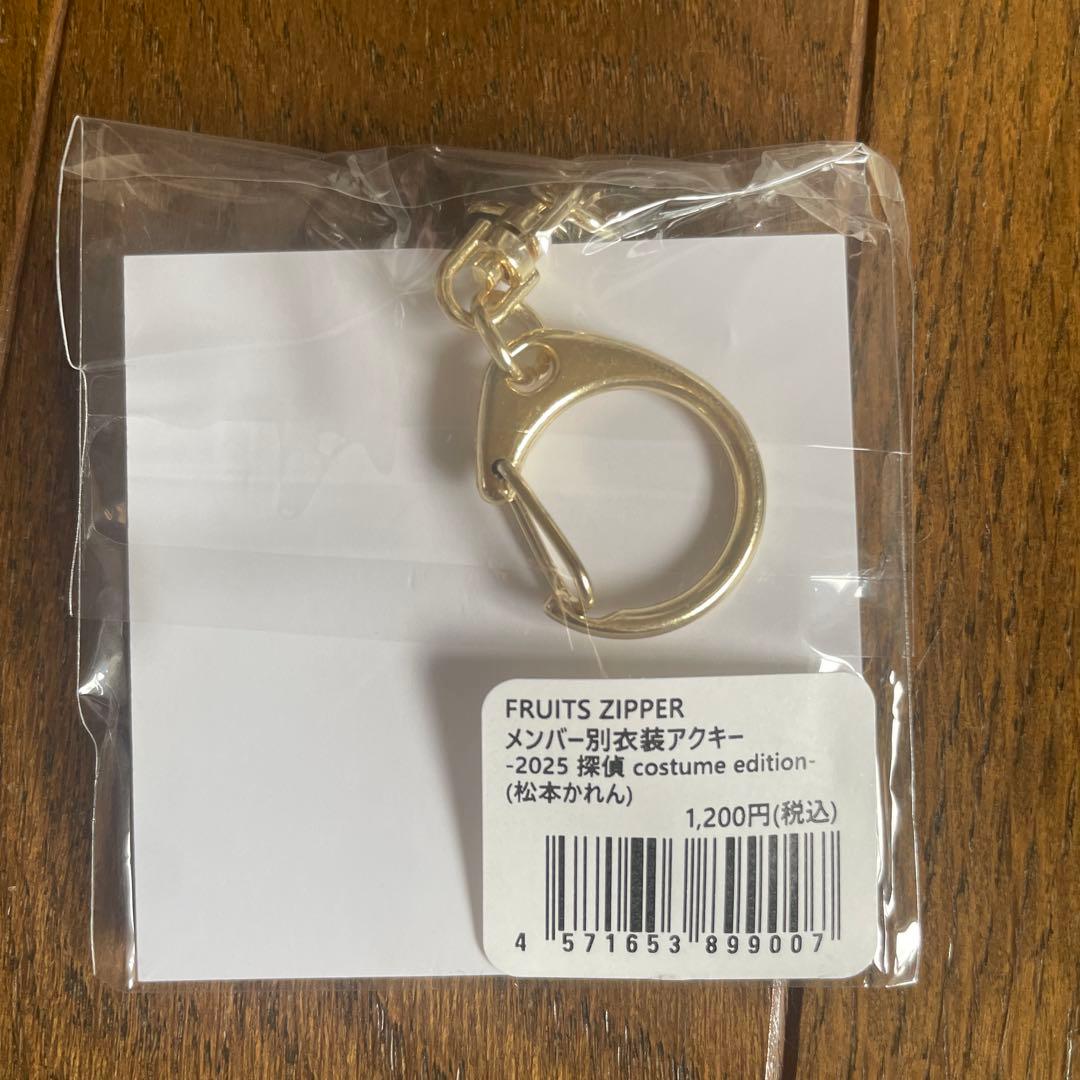 FRUITS ZIPPER
メンバー別衣装アクキー
-2025 探偵 costume edition-
(松本かれん)
1,200円(税込)
4 571653 899007